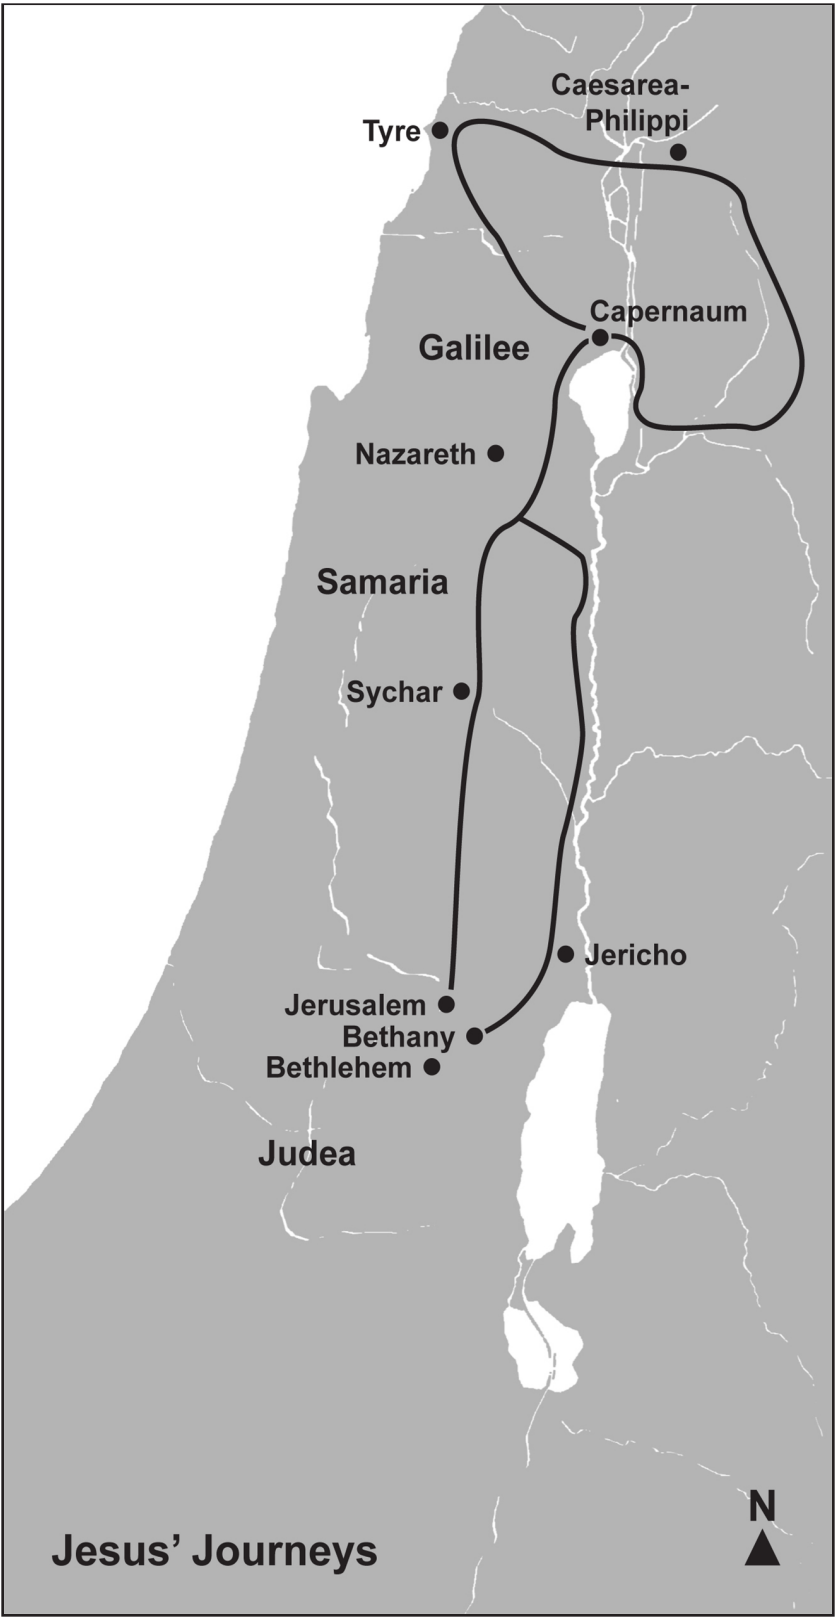 Caesarea-
Philippi
Tyre
Capernaum
Galilee
Nazareth
Samaria
Sychar
Jericho
Jerusalem
Bethany
Bethlehem
Judea
N
Jesus’ Journeys